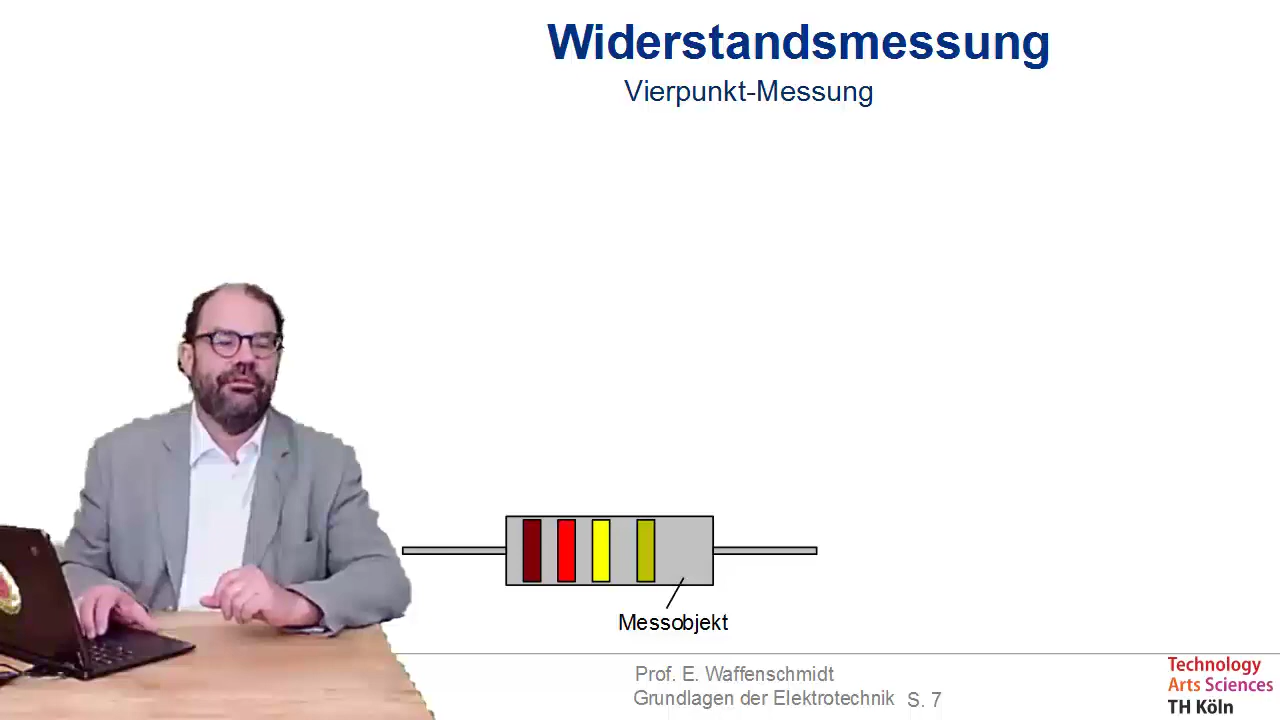 Widerstandsmessung
Vierpunkt-Messung
Messobjekt
Prof. E. Waffenschmidt
Grundlagen der Elektrotechnik S. 7
Technology
Arts Sciences
TH Köln